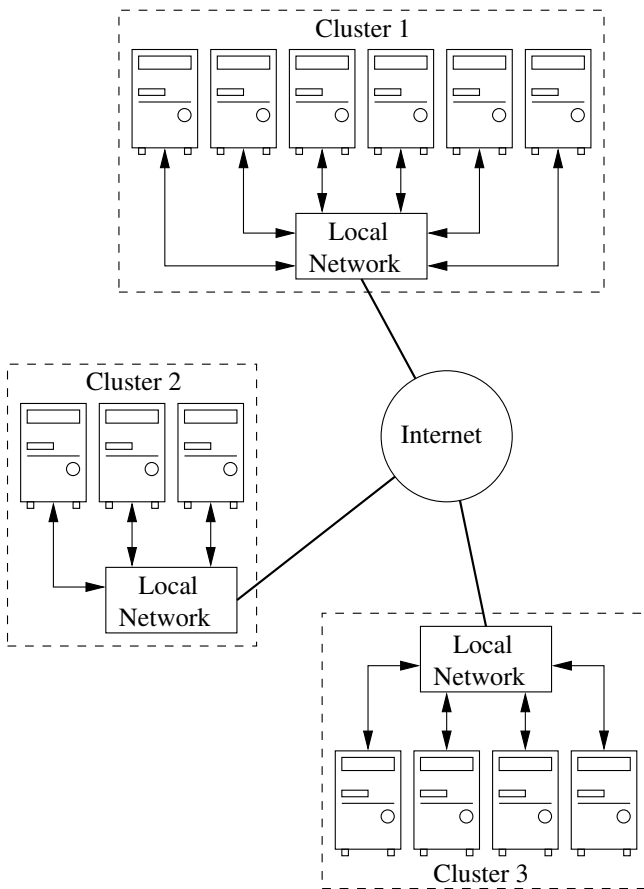 Cluster 1
Local
Network
Cluster 2
Internet
Local
Network
Local
Network
Cluster 3